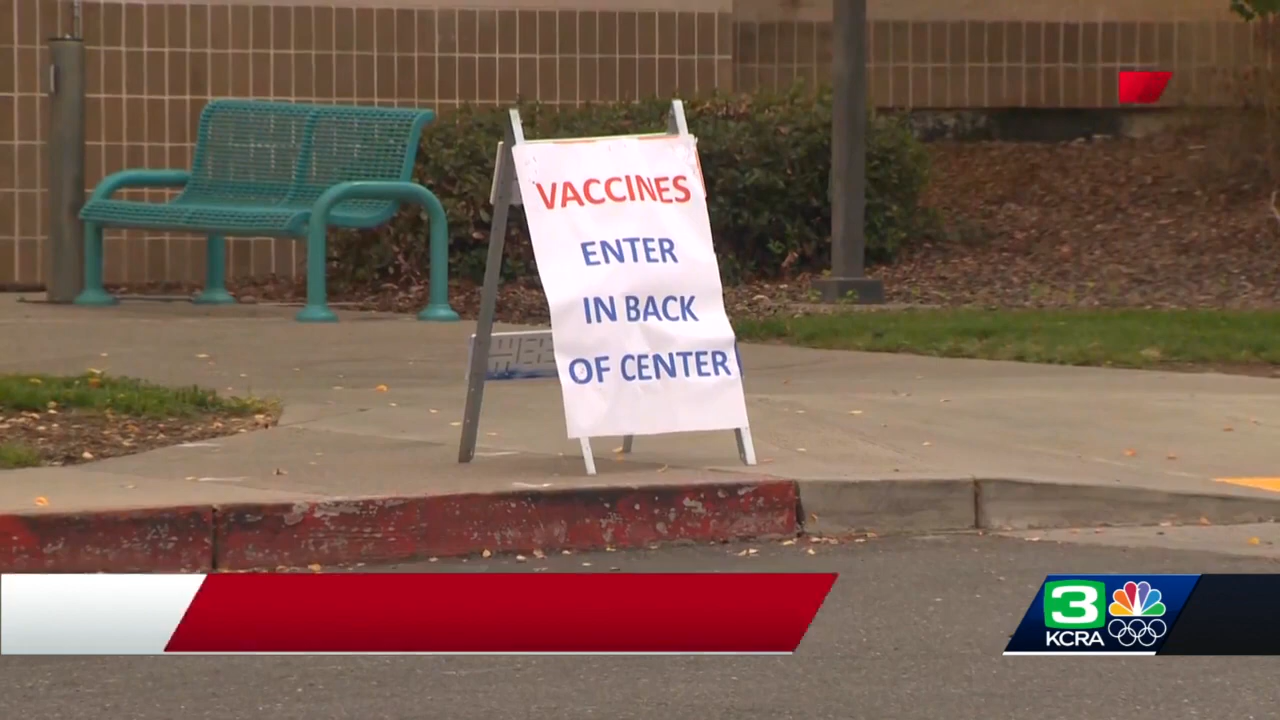 VACCINES
ENTER
IN BACK
OF CENTER
3
KCRA